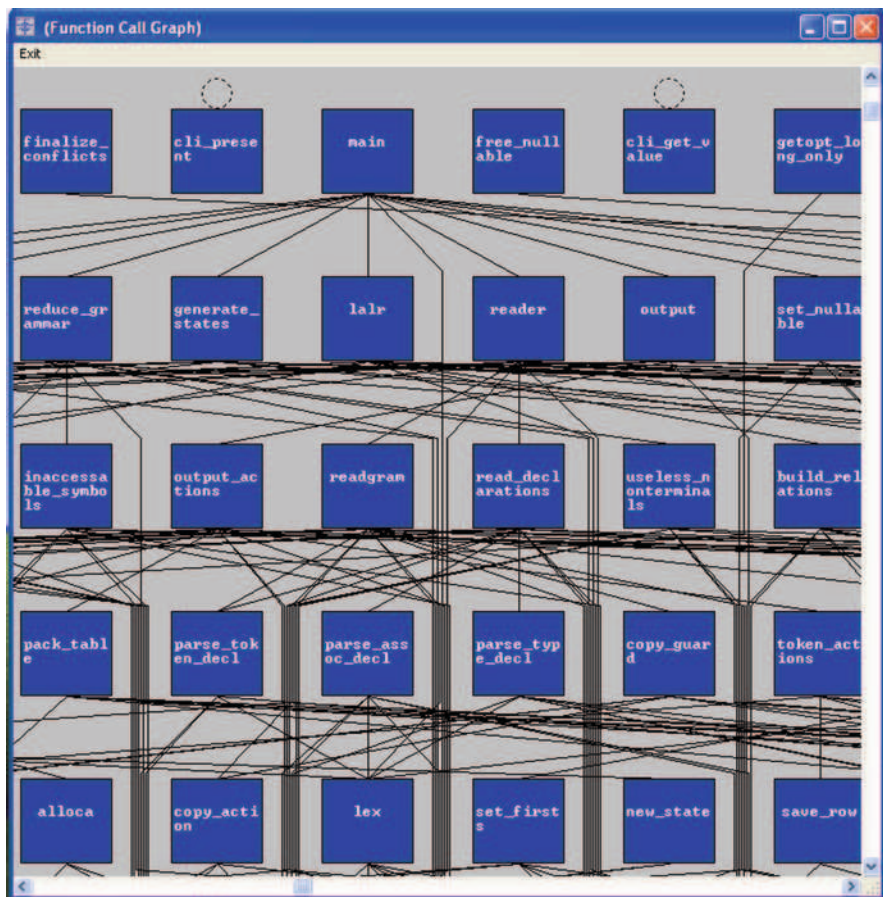 (Function Call Graph)
Exit
finalize_
conflicts
cli_prese
nt
main
free_null
able
cli_get_v
alue
getopt_lo
ng_only
reduce_gr
ammar
generate_
states
lalr
reader
output
set_nulla
ble
inaccessa
ble_symbo
ls
output_ac
tions
readgram
read_decl
arations
useless_n
ontermina
ls
build_rel
ations
pack_tabl
e
parse_tok
en_decl
parse_ass
oc_decl
parse_typ
e_decl
copy_guar
d
token_act
ions
alloca
copy_acti
on
lex
set_first
s
new_state
save_row